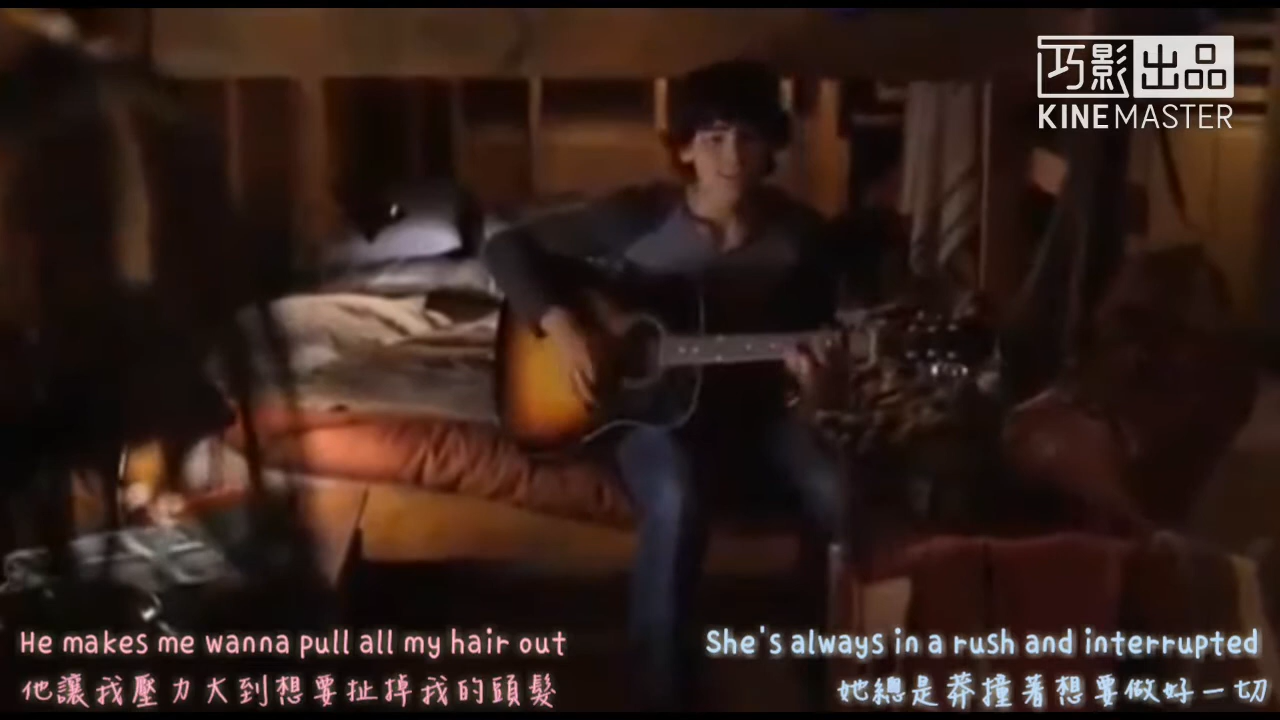 巧影出品
KINEMASTER
He makes me wanna pull all my hair out
他讓我壓力大到想要扯掉我的頭髮
She's always in a rush and interrupted
她總是莽撞著想要做好一切